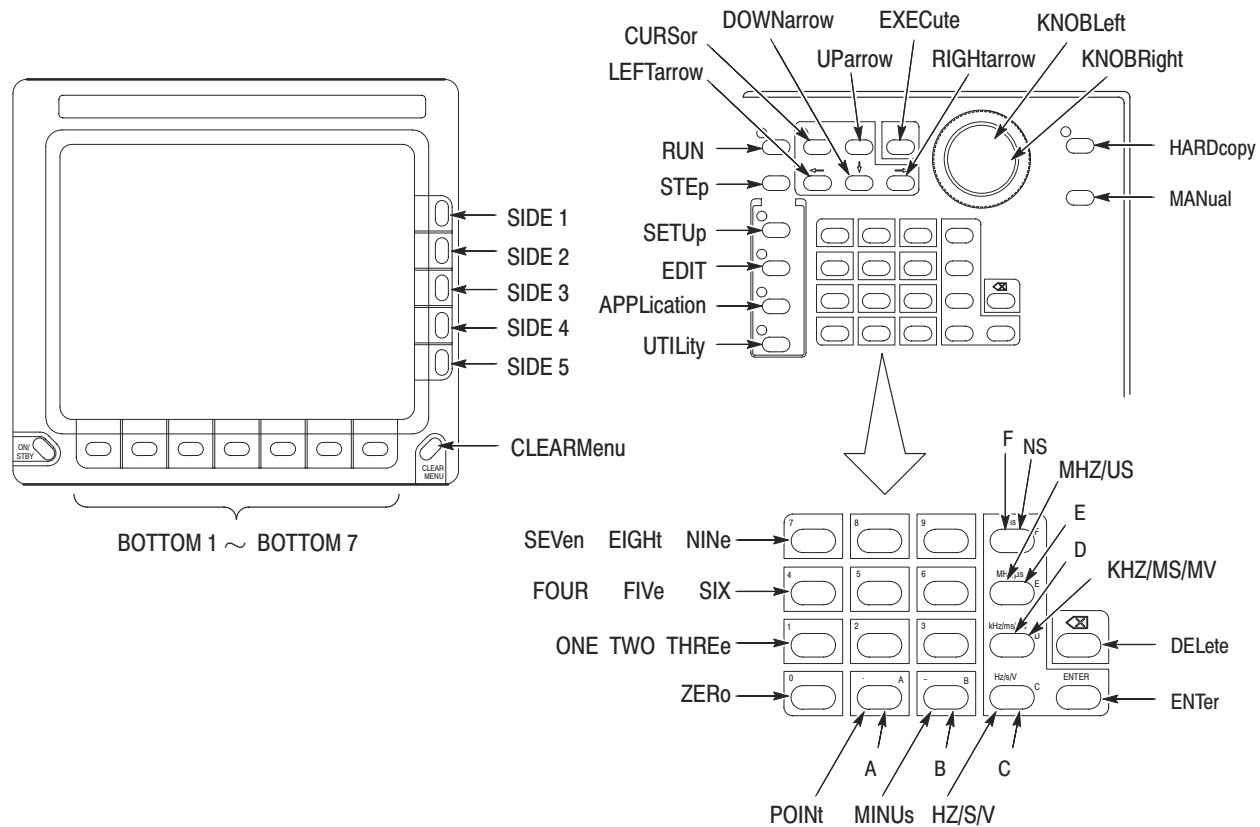 DOWNarrow EXECute KNOBLeft
CURSor UParrow RIGHtarrow KNOBRight
LEFTarrow
RUN
HARDcopy
STEp
MANual
SETUp
EDIT
APPLication
UTILity
SIDE 1
SIDE 2
SIDE 3
SIDE 4
SIDE 5
ON/
STBY
CLEAR
MENU
CLEARMenu
BOTTOM 1 ∼ BOTTOM 7
F NS
MHZ/US
E
D
KHZ/MS/MV
SEVen EIGHt NINe
7 8 9
F
FOUR FIVe SIX
4 5 6
E
ONE TWO THREe
1 2 3
kHz/ms/
D
DELete
ZERo
0 . A – B
Hz/s/V C
ENTER
ENTer
A B C
POINt MINUs HZ/S/V